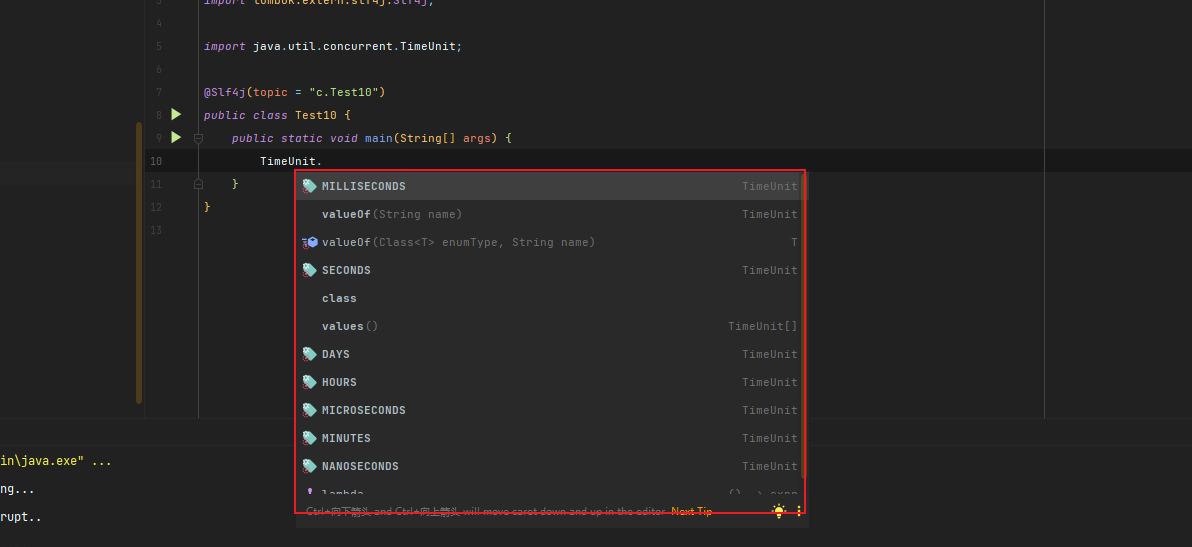 3 import lombok.extern.slf4j.Slf4j;
4
5 import java.util.concurrent.TimeUnit;
6
7 @Slf4j(topic = "c.Test10")
8 public class Test10 {
9 public static void main(String[] args) {
10 TimeUnit.
11 }
12 }
13
MILLISECONDS TimeUnit
valueOf(String name) TimeUnit
valueOf(Class<T> enumType, String name) T
SECONDS TimeUnit
class
values() TimeUnit[]
DAYS TimeUnit
HOURS TimeUnit
MICROSECONDS TimeUnit
MINUTES TimeUnit
NANOSECONDS TimeUnit
lambda () -> expr
Ctrl+向下箭头 and Ctrl+向上箭头 will move caret down and up in the editor Next Tip
in\java.exe" ...
ng...
rupt..